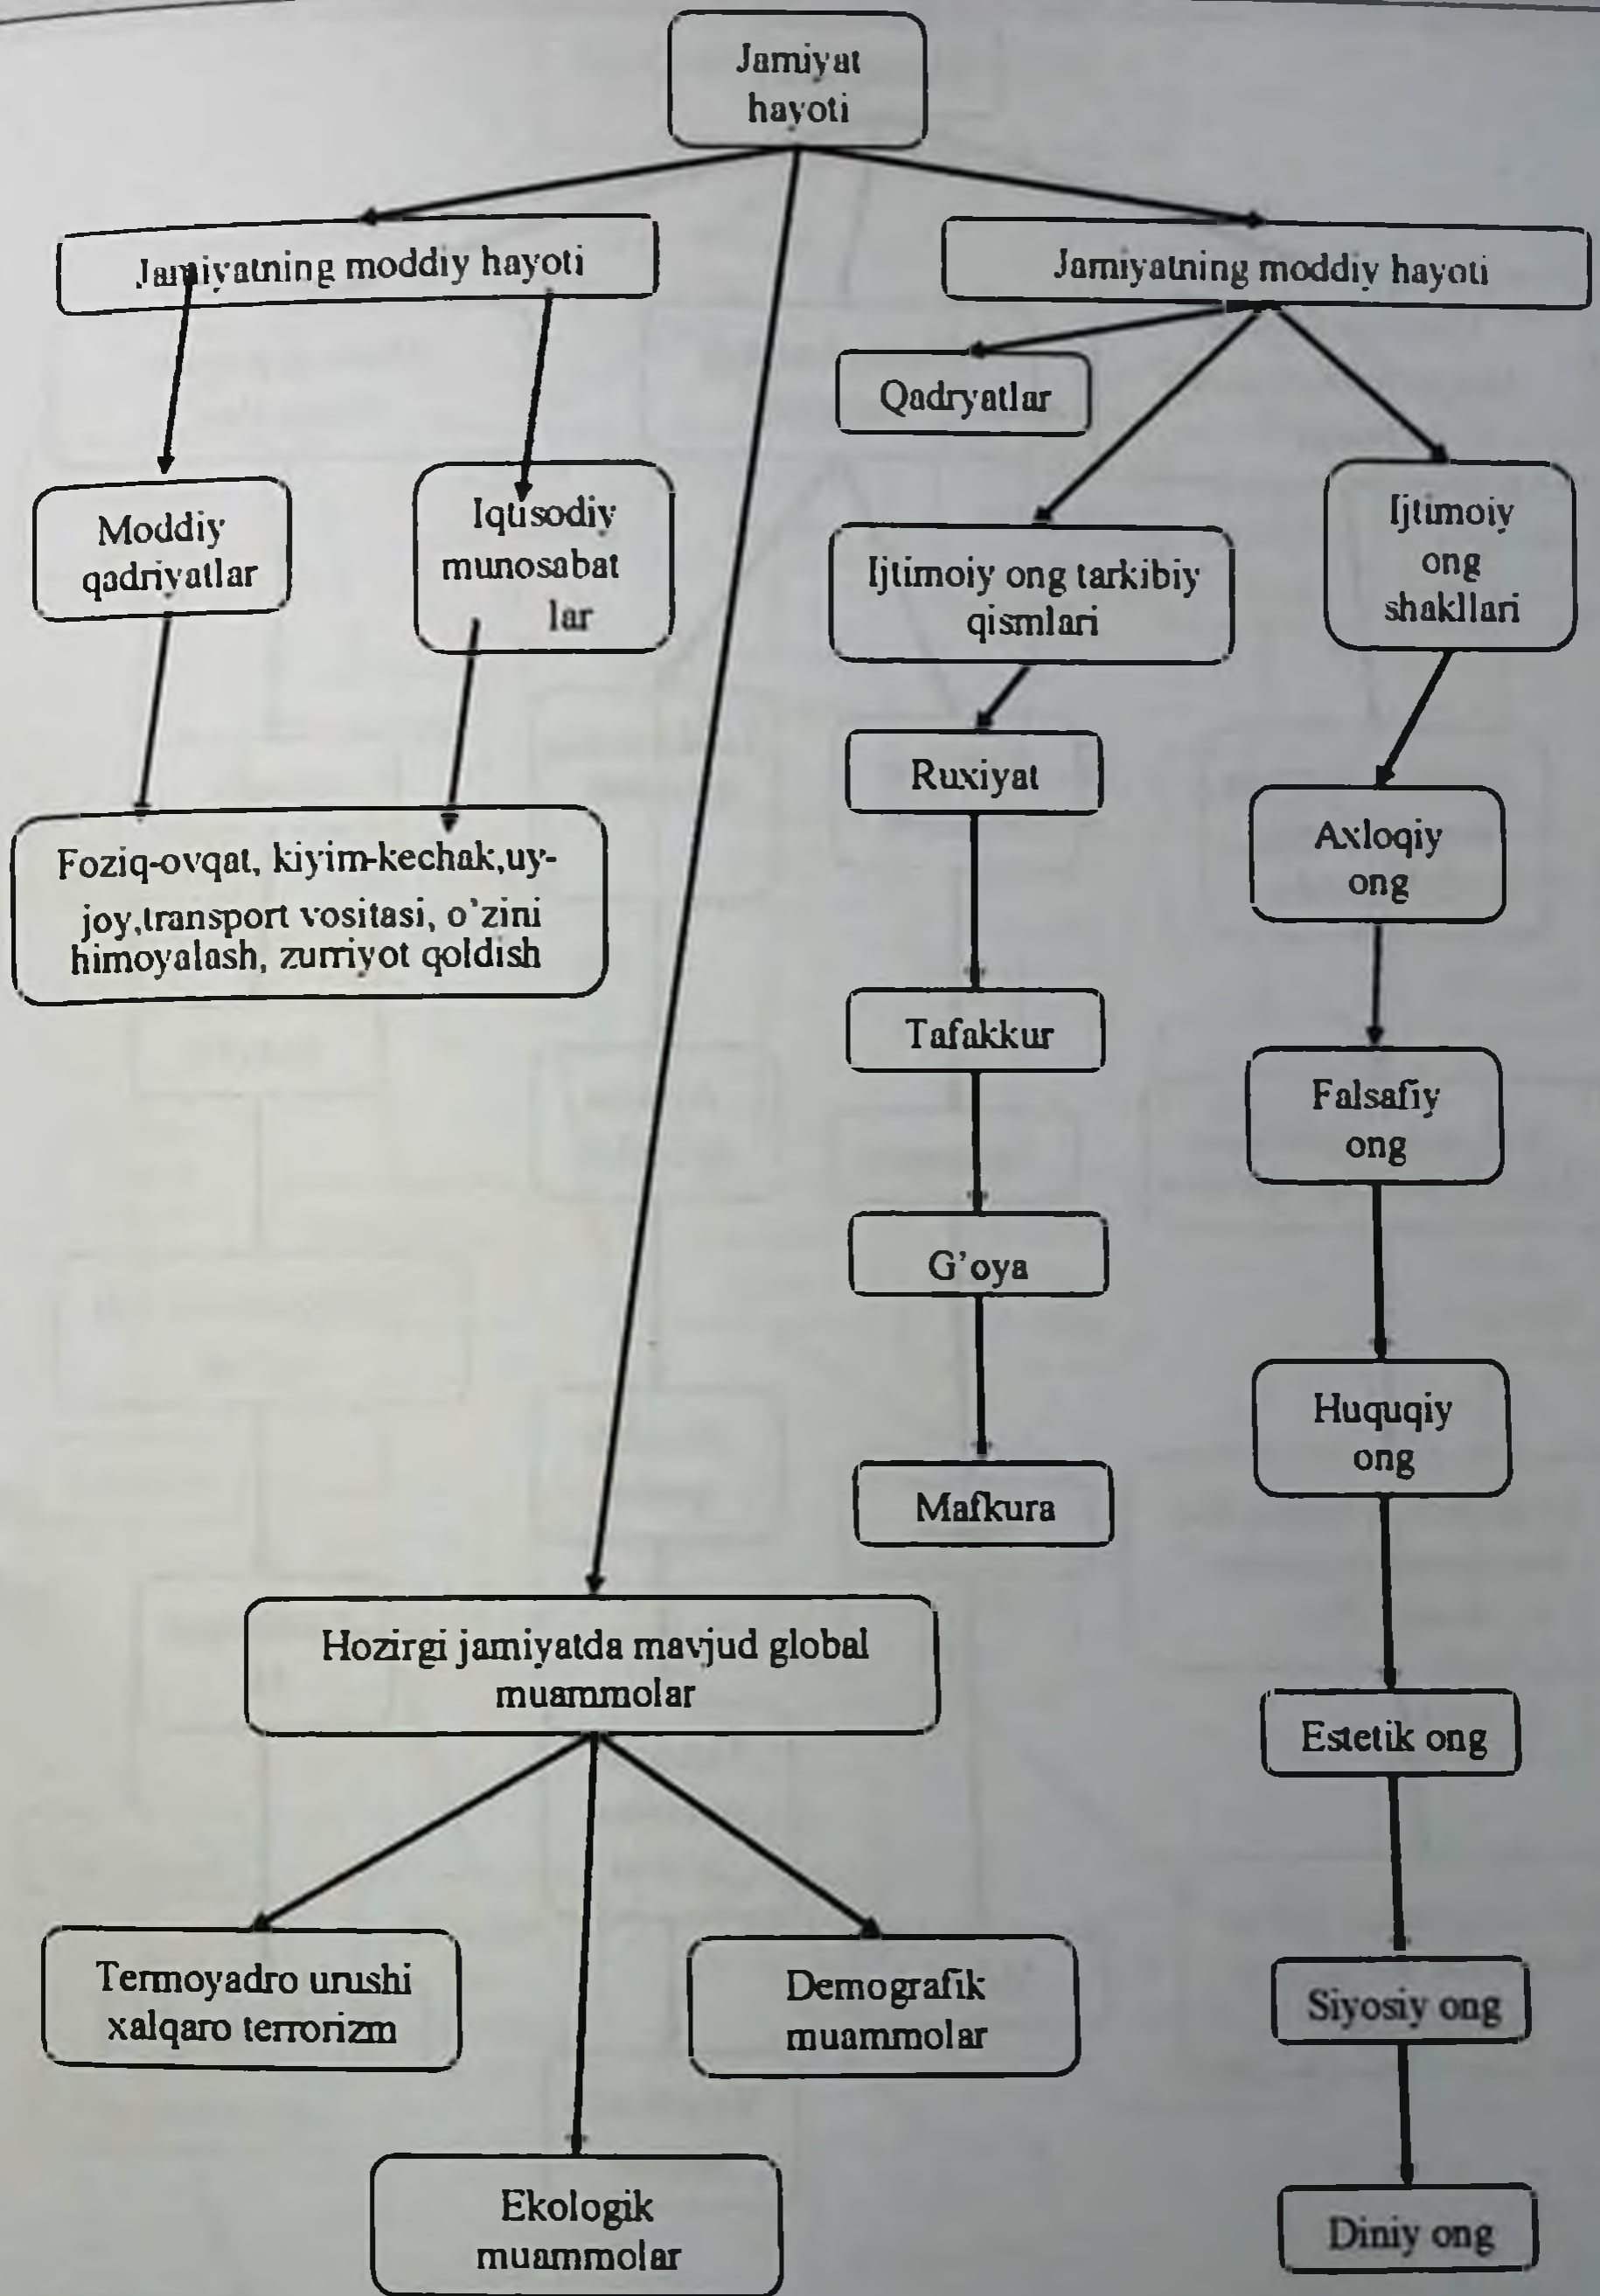 Jamiyat
hayoti
Jamiyatning moddiy hayoti
Jamiyatning moddiy hayoti
Qadryatlar
Moddiy
qadriyatlar
Iqtisodiy
munosabat
lar
Ijtimoiy ong tarkibiy
qismlari
Ijtimoiy
ong
shakllari
Foziq-ovqat, kiyim-kechak,uy-
joy,transport vositasi, o'zini
himoyalash, zurriyot qoldish
Ruxiyat
Tafakkur
G'oya
Mafkura
Axloqiy
ong
Falsafiy
ong
Huquqiy
ong
Estetik ong
Siyosiy ong
Diniy ong
Hozirgi jamiyatda mavjud global
muammolar
Termoyadro urushi
xalqaro terrorizm
Demografik
muammolar
Ekologik
muammolar